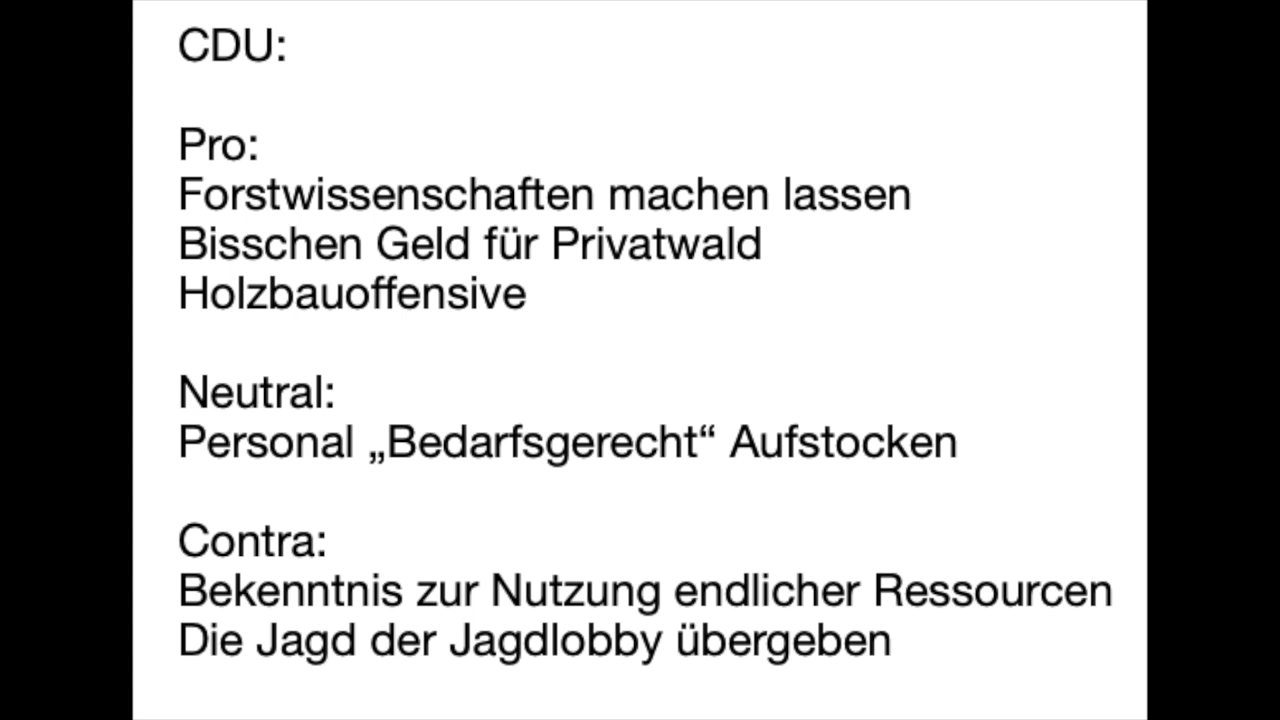 CDU:
Pro:
Forstwissenschaften machen lassen
Bisschen Geld für Privatwald
Holzbauoffensive
Neutral:
Personal „Bedarfsgerecht“ Aufstocken
Contra:
Bekenntnis zur Nutzung endlicher Ressourcen
Die Jagd der Jagdlobby übergeben